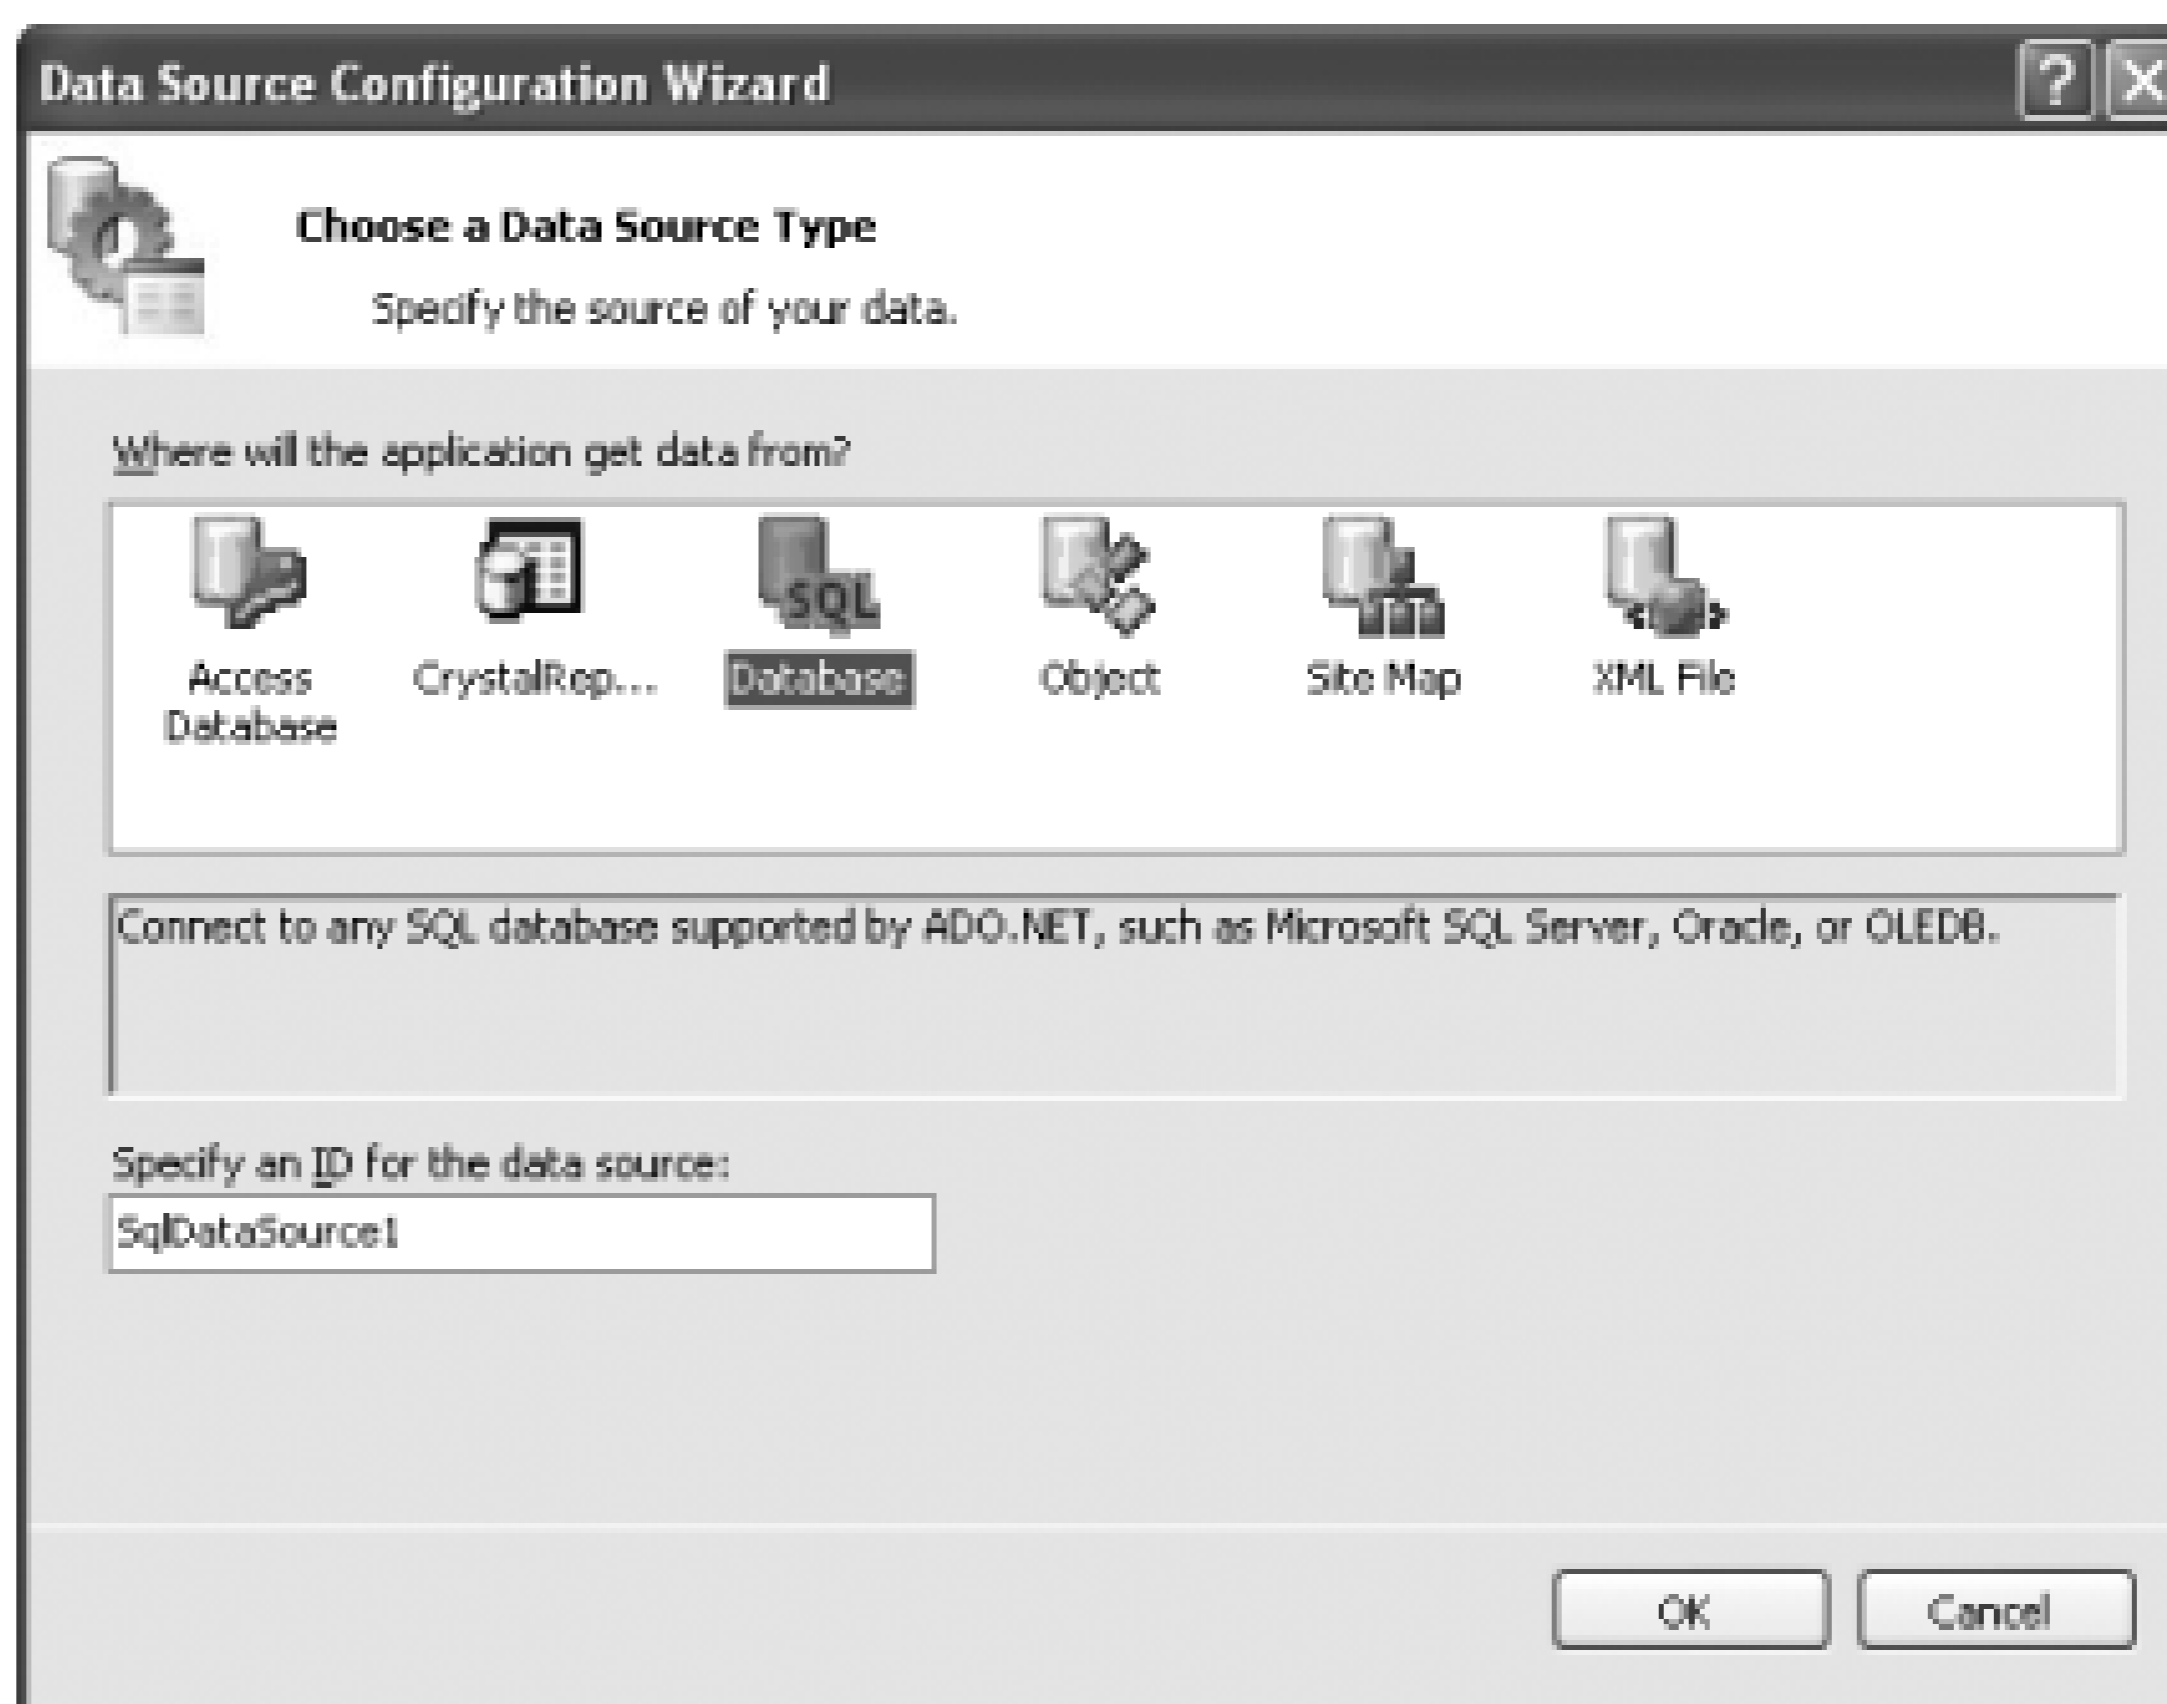 Data Source Configuration Wizard
Choose a Data Source Type
Specify the source of your data.
Where will the application get data from?
Access Database
CrystalRep...
Database
Object
Site Map
XML File
Connect to any SQL database supported by ADO.NET, such as Microsoft SQL Server, Oracle, or OLEDB.
Specify an ID for the data source:
SqlDataSource1
OK
Cancel